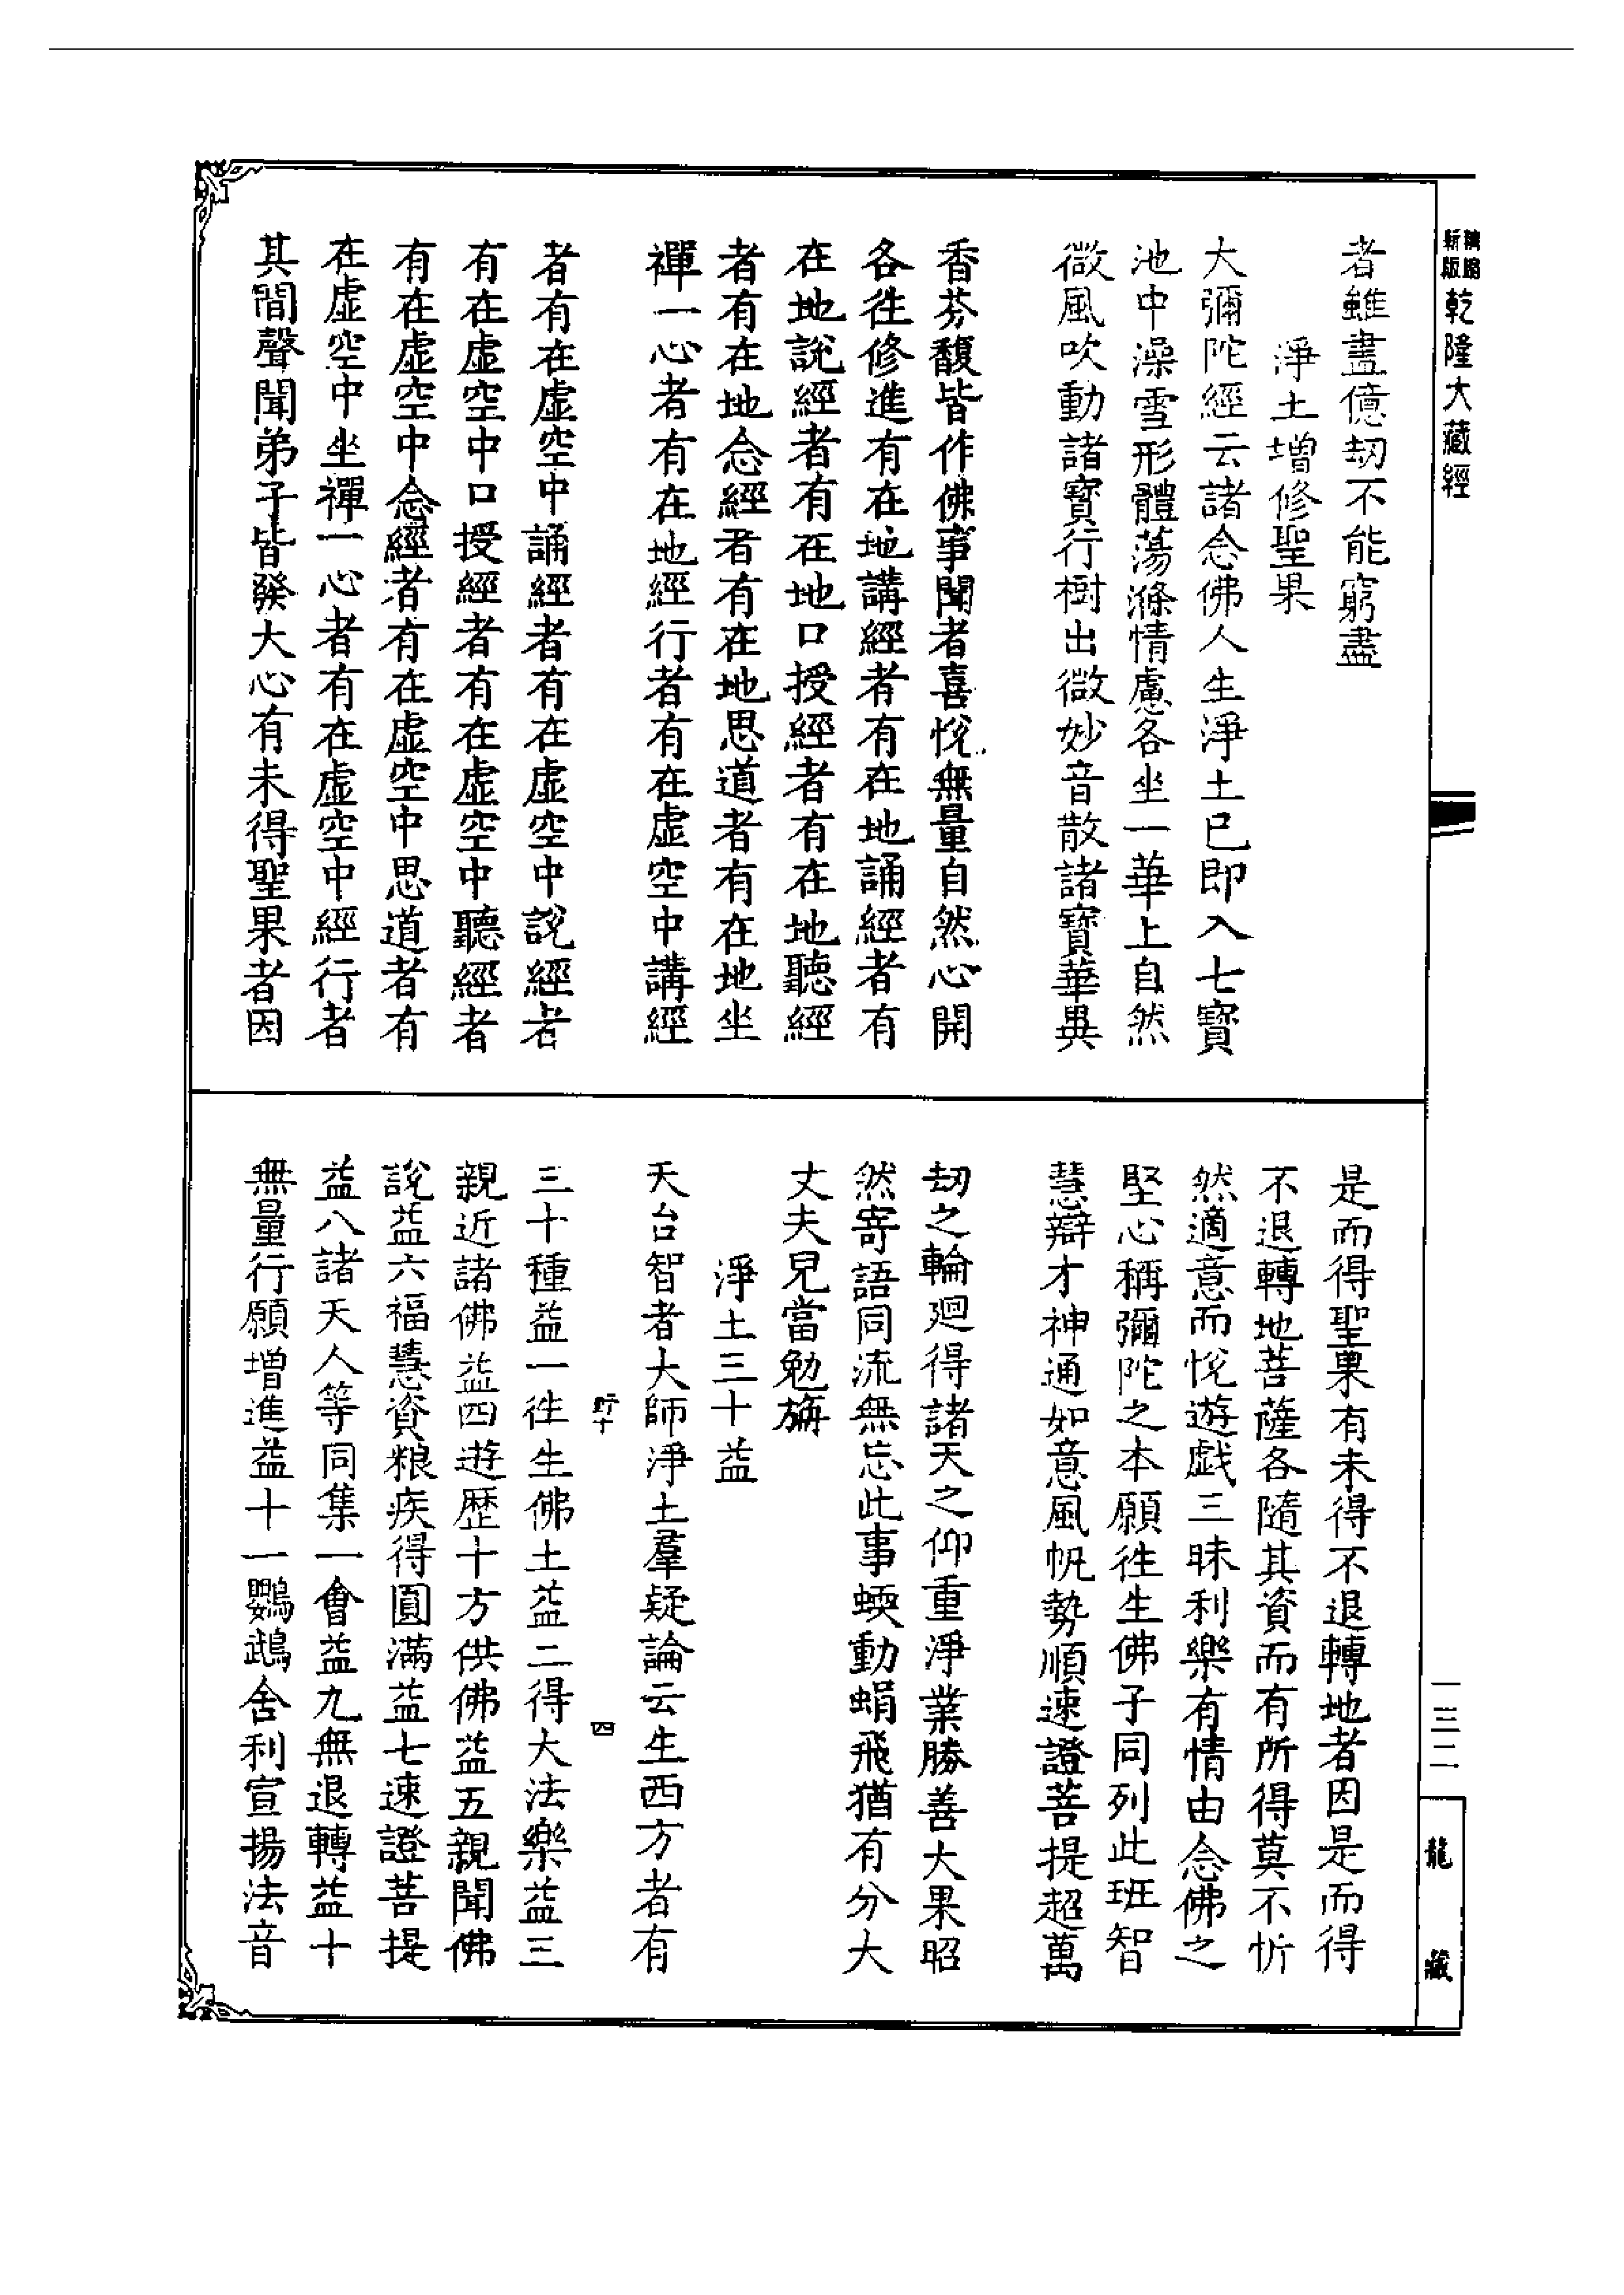 新版
乾隆大藏經
者雖盡億劫不能窮盡
淨土增修聖果
大彌陀經云諸念佛人生淨土已即入七寶
池中澡雪形體蕩滌情慮各坐一華上自然
微風吹動諸寶行樹出微妙音散諸寶華異
香芬馥皆作佛事聞者喜悅無量自然心開
各往修進有在地講經者有在地誦經者有
在地說經者有在地口授經者有在地聽經
者有在地念經者有在地思道者有在地坐
禪一心者有在地經行者有在虛空中講經
者有在虛空中誦經者有在虛空中說經者
有在虛空中口授經者有在虛空中聽經者
有在虛空中念經者有在虛空中思道者有
在虛空中坐禪一心者有在虛空中經行者
其間聲聞弟子皆發大心有未得聖果者因
是而得聖果有未得不退轉地者因是而得
不退轉地菩薩各隨其資而有所得莫不忻
然適意而悅遊戲三昧利樂有情由念佛之
堅心稱彌陀之本願往生佛子同列此班智
慧辯才神通如意風帆勢順速證菩提超萬
劫之輪廻得諸天之仰重淨業勝善大果昭
然寄語同流無忘此事蝡動蜎飛猶有分大
丈夫兒當勉旃
淨土三十益
天台智者大師淨土羣疑論云生西方者有
四
三十種益一往生佛土益二得大法樂益三
親近諸佛益四遊歷十方供佛益五親聞佛
說益六福慧資粮疾得圓滿益七速證菩提
益八諸天人等同集一會益九無退轉益十
無量行願增進益十一鸚鵡舍利宣揚法音
一三二
龍藏